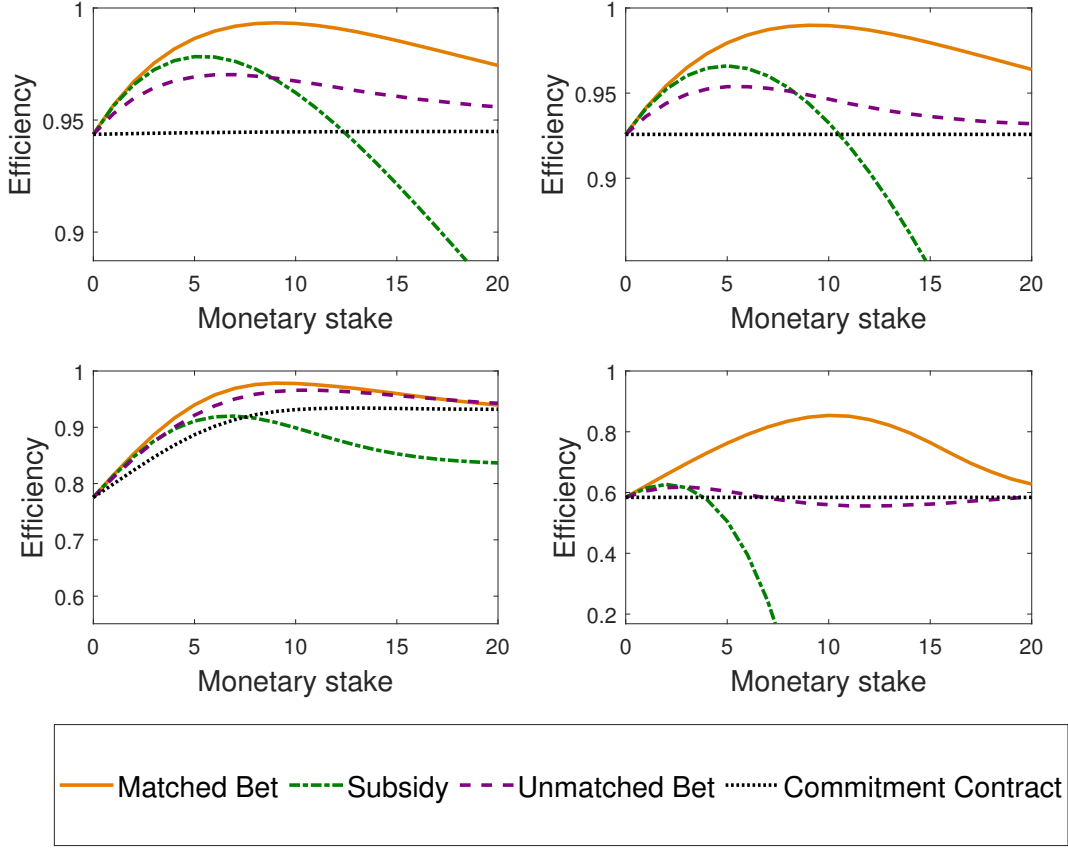 1
0.95
0.9
Efficiency
0 5 10 15 20
Monetary stake
1
0.95
0.9
Efficiency
0 5 10 15 20
Monetary stake
1
0.9
0.8
0.7
0.6
Efficiency
0 5 10 15 20
Monetary stake
1
0.8
0.6
0.4
0.2
Efficiency
0 5 10 15 20
Monetary stake
Matched Bet Subsidy Unmatched Bet Commitment Contract